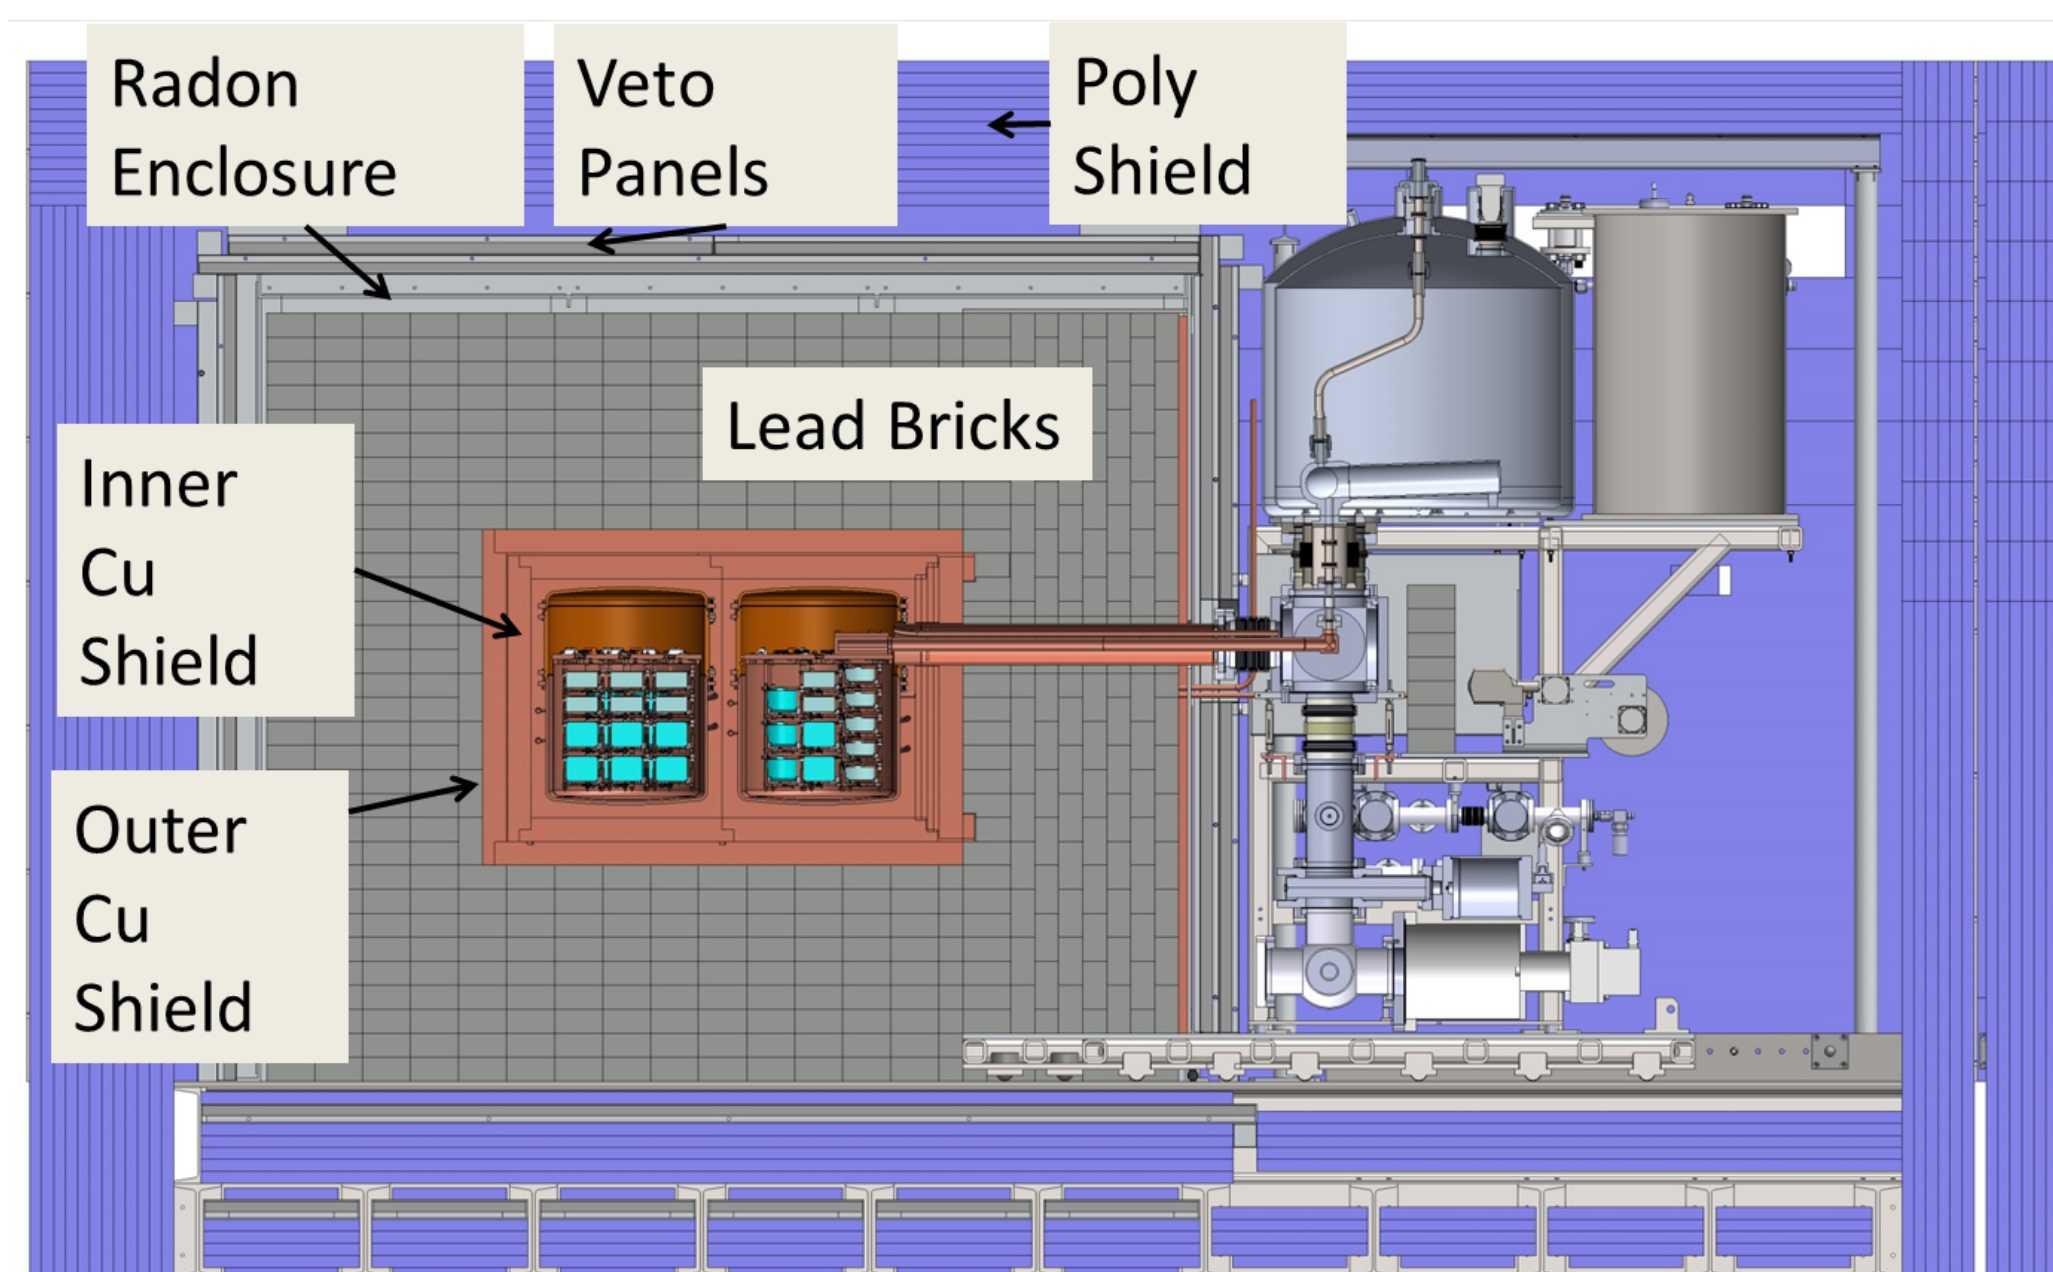 Radon
Enclosure
Veto
Panels
Poly
Shield
Lead Bricks
Inner
Cu
Shield
Outer
Cu
Shield